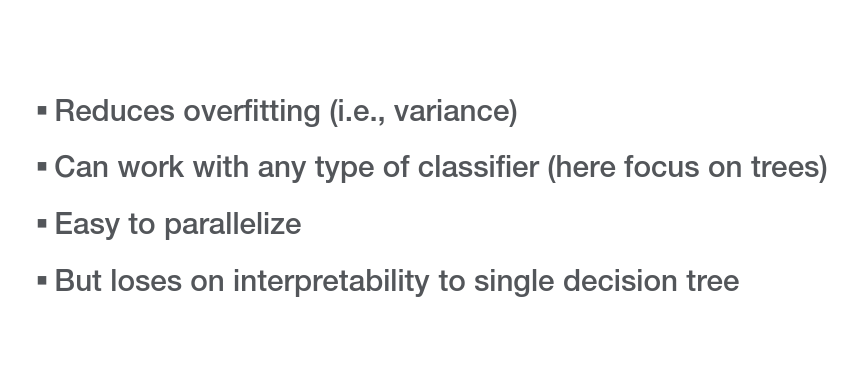 ▪ Reduces overfitting (i.e., variance)
▪ Can work with any type of classifier (here focus on trees)
▪ Easy to parallelize
▪ But loses on interpretability to single decision tree